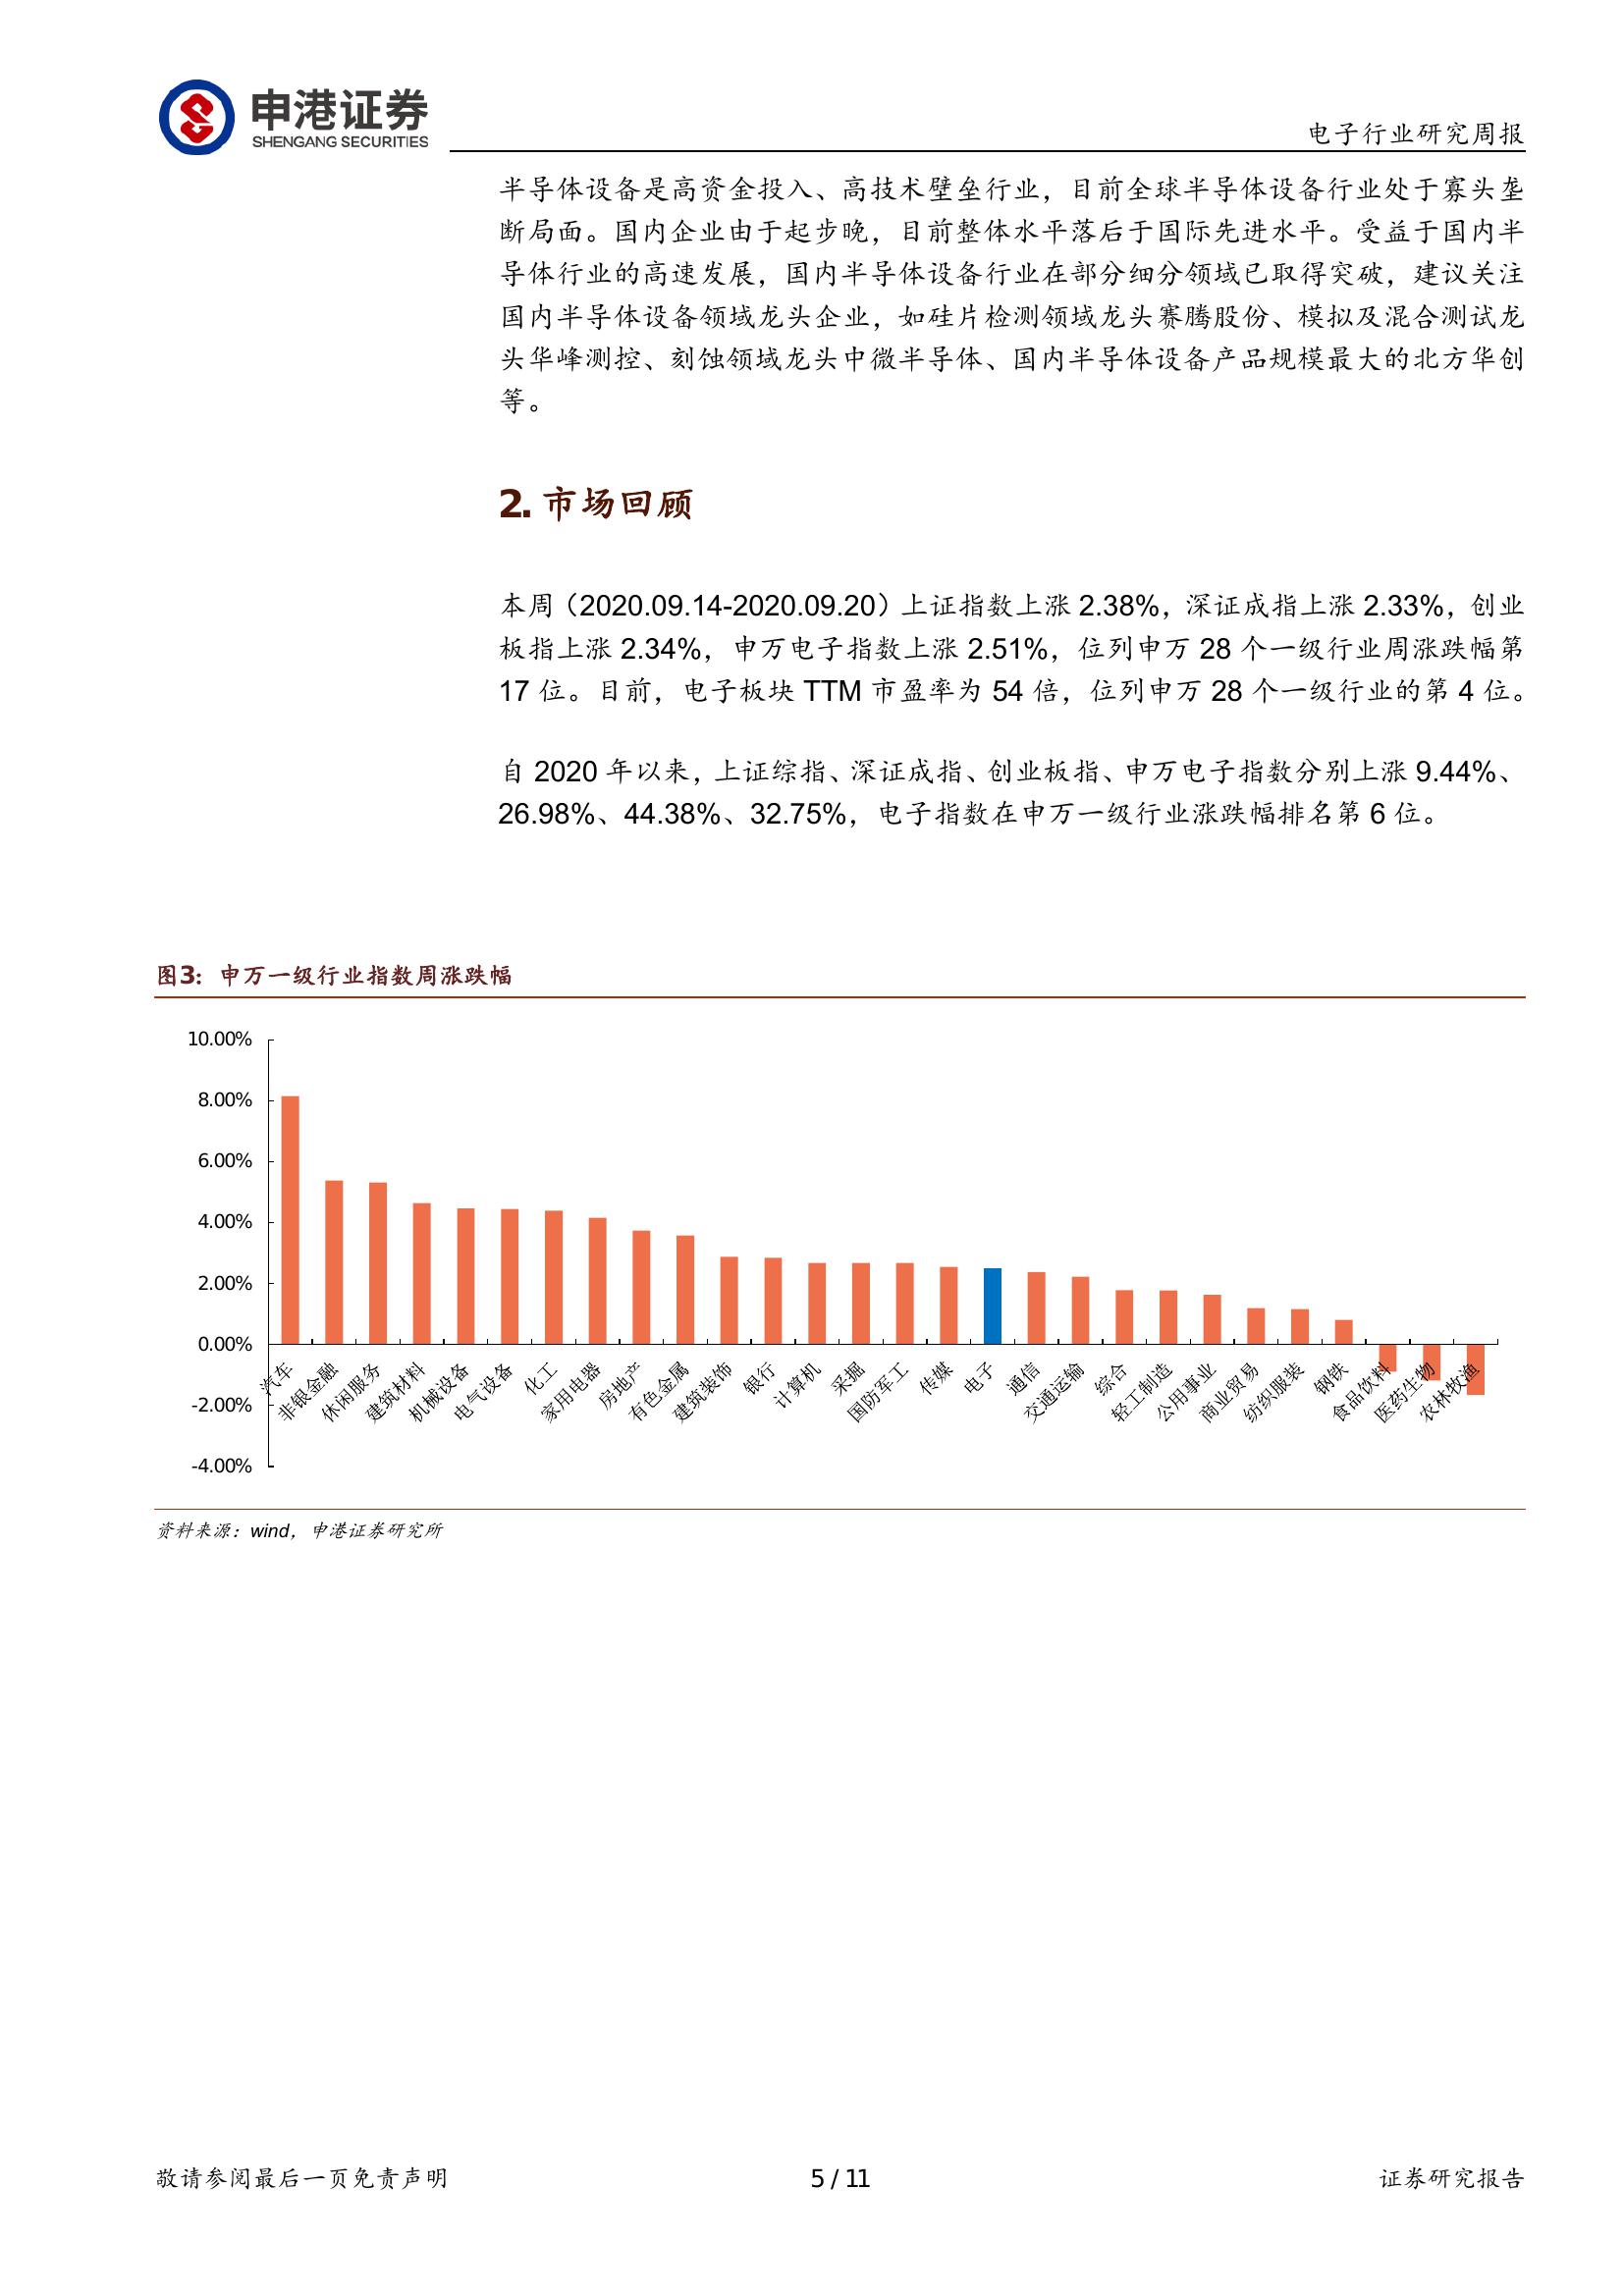 申港证券
SHENGANG SECURITIES
电子行业研究周报
半导体设备是高资金投入、高技术壁垒行业，目前全球半导体设备行业处于寡头垄
断局面。国内企业由于起步晚，目前整体水平落后于国际先进水平。受益于国内半
导体行业的高速发展，国内半导体设备行业在部分细分领域已取得突破，建议关注
国内半导体设备领域龙头企业，如硅片检测领域龙头赛腾股份、模拟及混合测试龙
头华峰测控、刻蚀领域龙头中微半导体、国内半导体设备产品规模最大的北方华创
等。
2. 市场回顾
本周（2020.09.14-2020.09.20）上证指数上涨 2.38%，深证成指上涨 2.33%，创业
板指上涨 2.34%，申万电子指数上涨 2.51%，位列申万 28 个一级行业周涨跌幅第
17 位。目前，电子板块 TTM 市盈率为 54 倍，位列申万 28 个一级行业的第 4 位。
自 2020 年以来，上证综指、深证成指、创业板指、申万电子指数分别上涨 9.44%、
26.98%、44.38%、32.75%，电子指数在申万一级行业涨跌幅排名第 6 位。
图3：申万一级行业指数周涨跌幅
10.00%
8.00%
6.00%
4.00%
2.00%
0.00%
-2.00%
-4.00%
汽车
非银金融
休闲服务
建筑材料
机械设备
电气设备
化工
家用电器
房地产
有色金属
建筑装饰
银行
计算机
采掘
国防军工
传媒
电子
通信
交通运输
综合
轻工制造
公用事业
商业贸易
纺织服装
钢铁
食品饮料
医药生物
农林牧渔
资料来源：wind，申港证券研究所
敬请参阅最后一页免责声明
5 / 11
证券研究报告